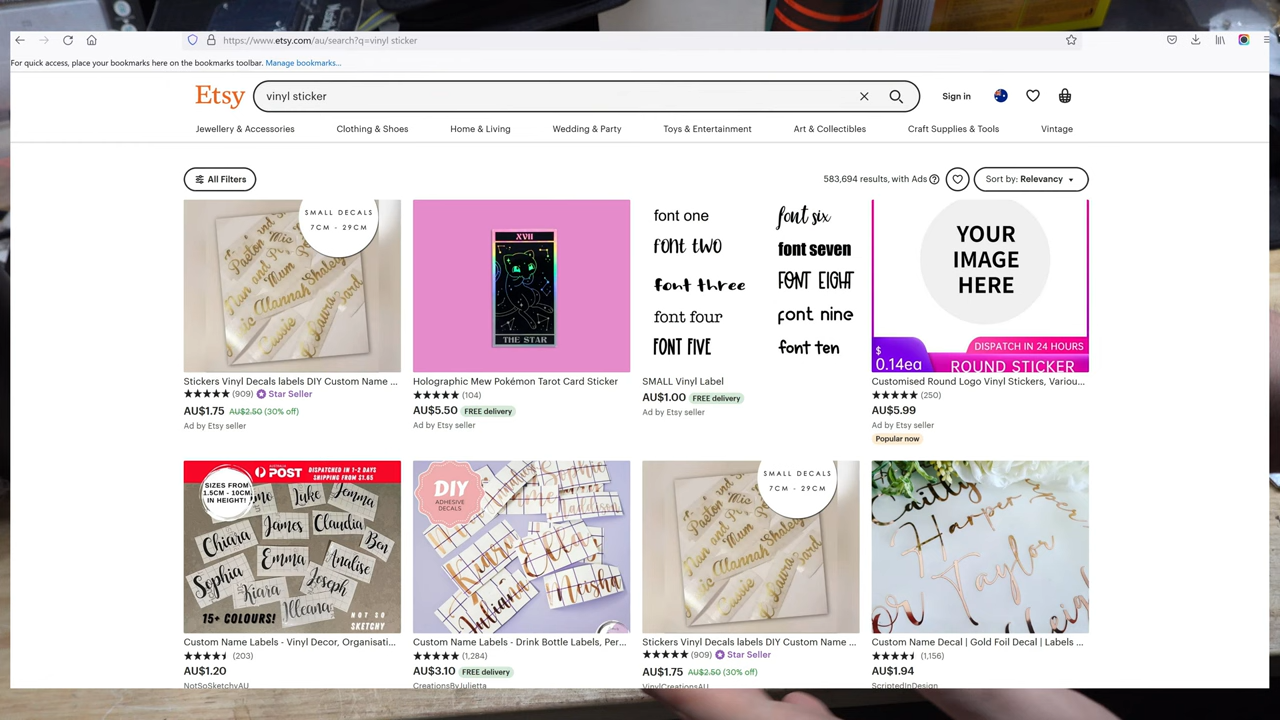 https://www.etsy.com/au/search?q=vinyl sticker
For quick access, place your bookmarks here on the bookmarks toolbar. Manage bookmarks...
Etsy
vinyl sticker
Sign in
Jewellery & Accessories
Clothing & Shoes
Home & Living
Wedding & Party
Toys & Entertainment
Art & Collectibles
Craft Supplies & Tools
Vintage
All Filters
583,694 results, with Ads
Sort by: Relevancy
SMALL DECALS
7CM - 29CM
Stickers Vinyl Decals labels DIY Custom Name ...
(909) Star Seller
AU$1.75 AU$2.50 (30% off)
Ad by Etsy seller
XVII
THE STAR
Holographic Mew Pokémon Tarot Card Sticker
(104)
AU$5.50 FREE delivery
Ad by Etsy seller
font one
font two
font three
font four
FONT FIVE
font six
font seven
FONT EIGHT
font nine
font ten
SMALL Vinyl Label
AU$1.00 FREE delivery
Ad by Etsy seller
YOUR
IMAGE
HERE
$
0.14ea
DISPATCH IN 24 HOURS
ROUND STICKER
Customised Round Logo Vinyl Stickers, Variou...
(250)
AU$5.99
Ad by Etsy seller
Popular now
POST
DISPATCHED IN 1-2 DAYS
SHIPPING FROM $1.65
SIZES FROM
1.5CM - 10CM
IN HEIGHT!
Luke
Jemma
James
Claudia
Chiara
Ben
Emma
Analise
Sophia
Kiara
Joseph
Illeana
15+ COLOURS!
NOT SO
SKETCHY
Custom Name Labels - Vinyl Decor, Organisati...
(203)
AU$1.20
NotSoSketchyAU
DIY
ADHESIVE
DECALS
Kiari
Ella
Neisha
Custom Name Labels - Drink Bottle Labels, Per...
(1,284)
AU$3.10 FREE delivery
CreationsByJulietta
SMALL DECALS
7CM - 29CM
Stickers Vinyl Decals labels DIY Custom Name ...
(909) Star Seller
AU$1.75 AU$2.50 (30% off)
VinylCreationsAU
Harper
Taylor
Custom Name Decal | Gold Foil Decal | Labels ...
(1,156)
AU$1.94
ScriptedInDesign